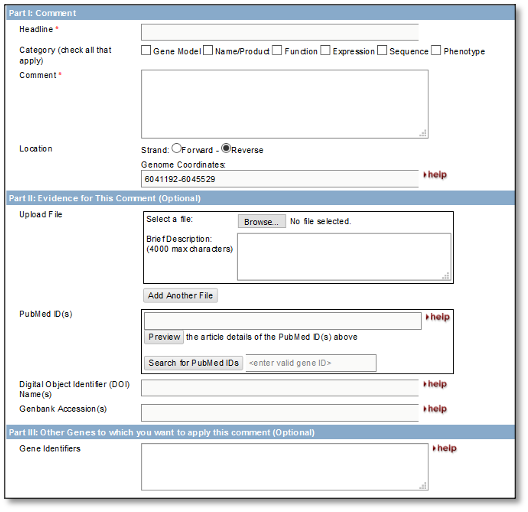 Part I: Comment
Headline *
Category (check all that apply)
Gene Model Name/Product Function Expression Sequence Phenotype
Comment *
Location
Strand: Forward - Reverse
Genome Coordinates:
6041192-6045529
help
Part II: Evidence for This Comment (Optional)
Upload File
Select a file: Browse... No file selected.
Brief Description:
(4000 max characters)
Add Another File
PubMed ID(s)
help
Preview the article details of the PubMed ID(s) above
Search for PubMed IDs <enter valid gene ID>
Digital Object Identifier (DOI)
Name(s)
help
Genbank Accession(s)
help
Part III: Other Genes to which you want to apply this comment (Optional)
Gene Identifiers
help